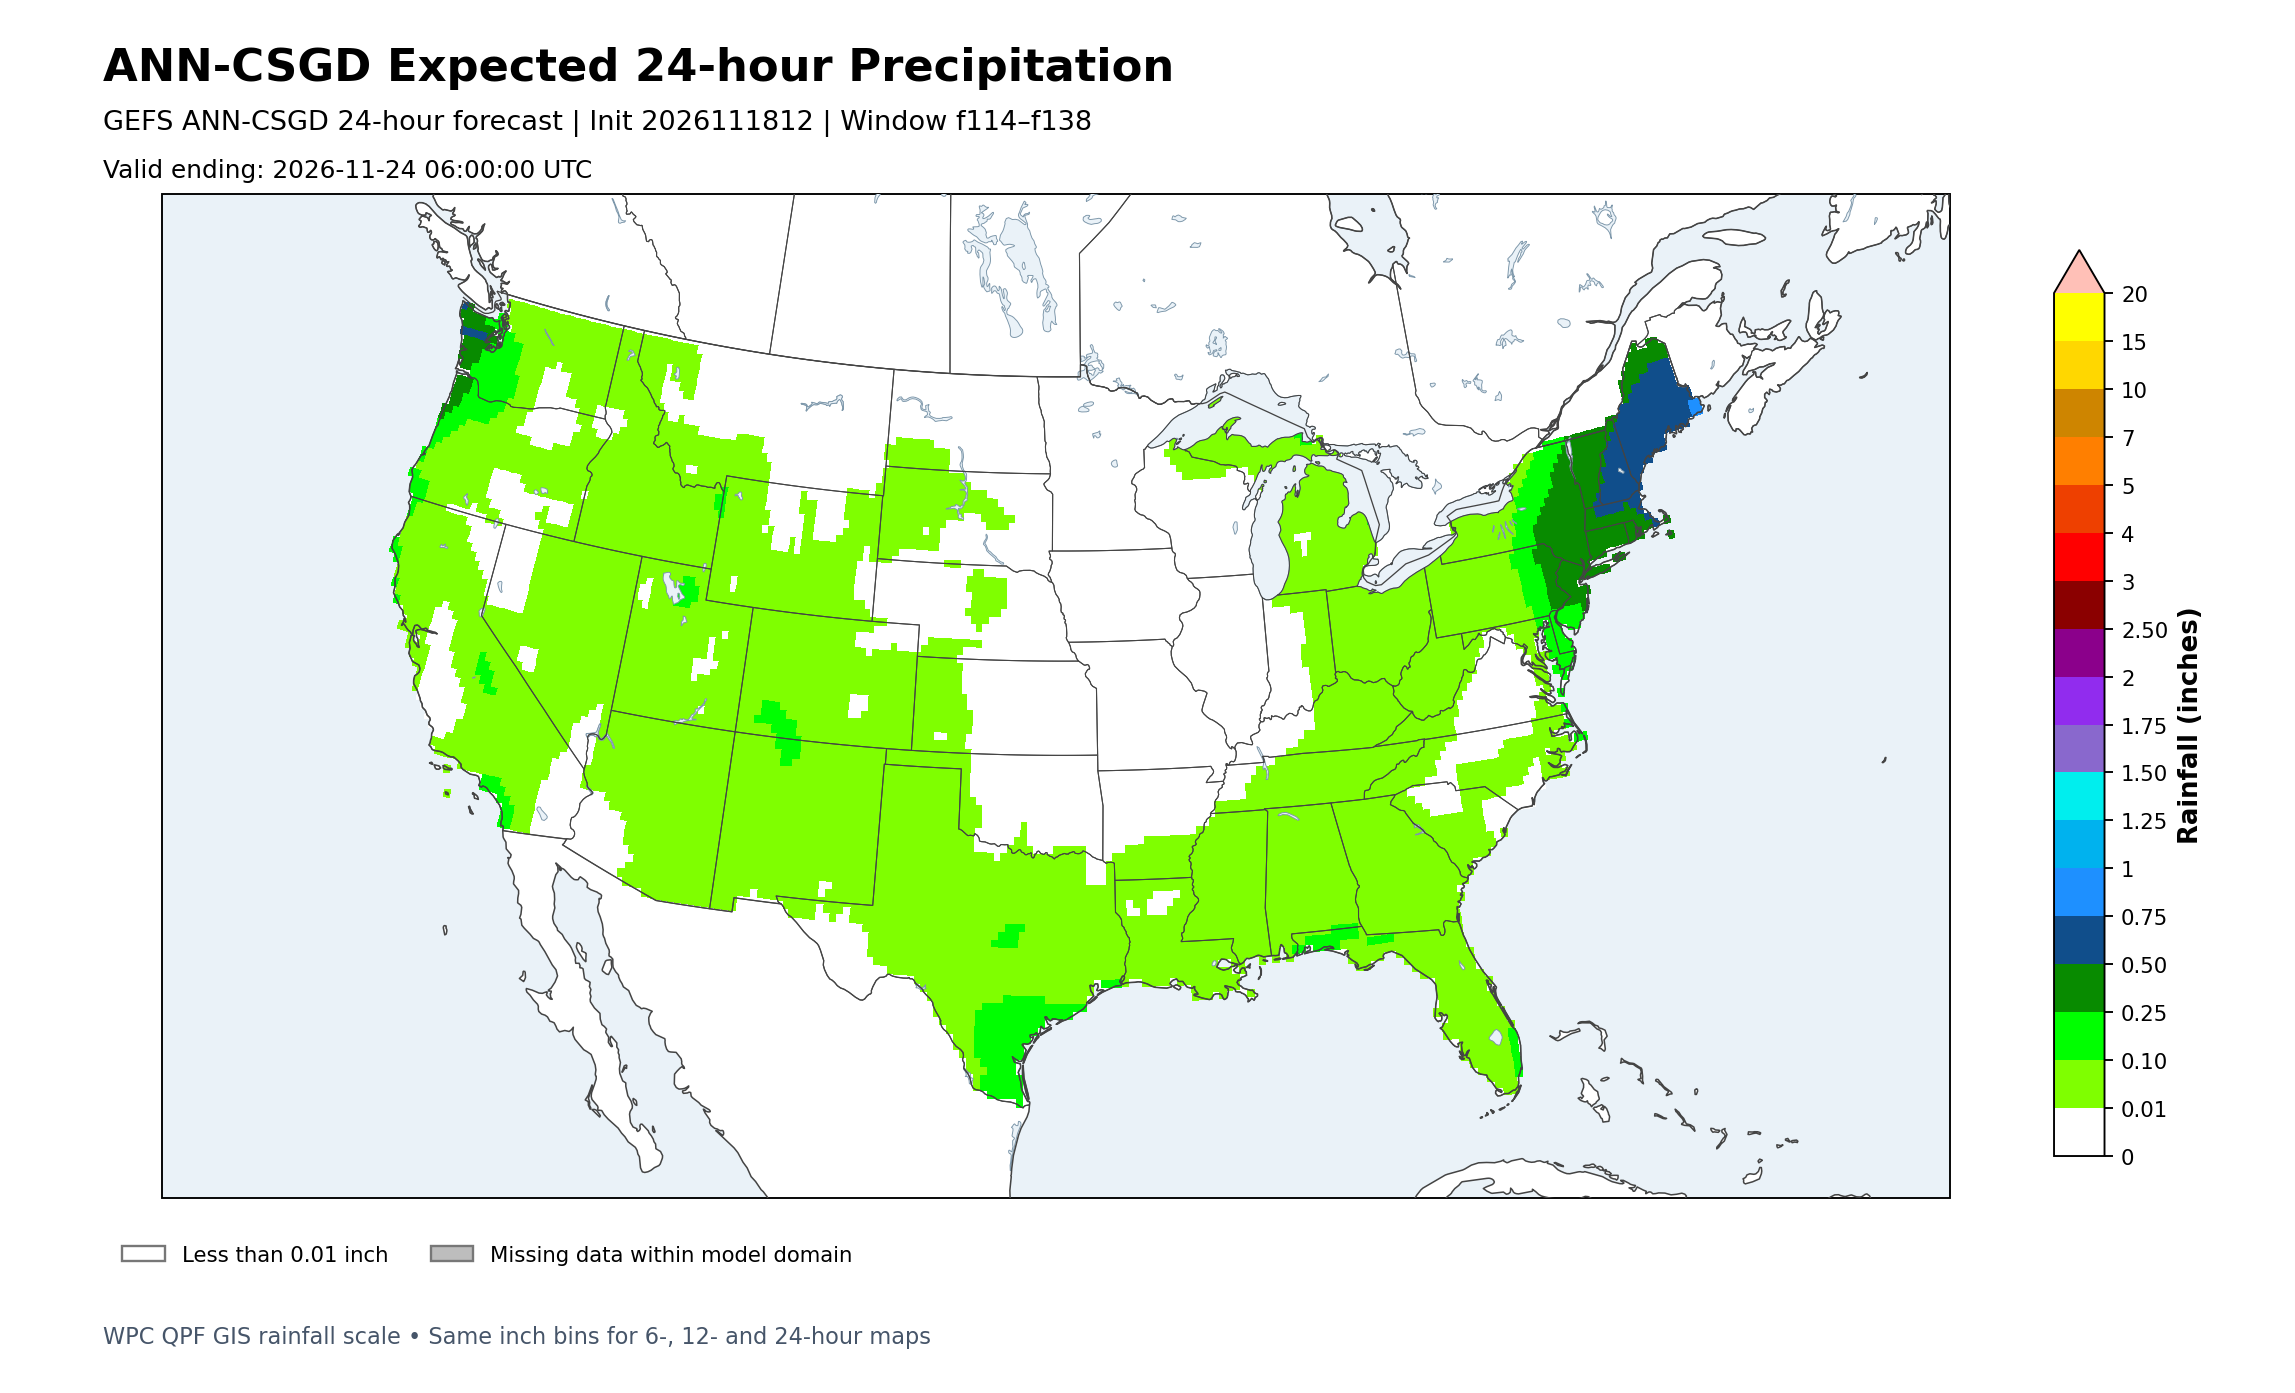 ANN-CSGD Expected 24-hour Precipitation
GEFS ANN-CSGD 24-hour forecast | Init 2026111812 | Window f114–f138
Valid ending: 2026-11-24 06:00:00 UTC
20
15
10
7
5
4
3
2.50
2
1.75
1.50
1.25
1
0.75
0.50
0.25
0.10
0.01
0
Rainfall (inches)
Less than 0.01 inch
Missing data within model domain
WPC QPF GIS rainfall scale • Same inch bins for 6-, 12- and 24-hour maps